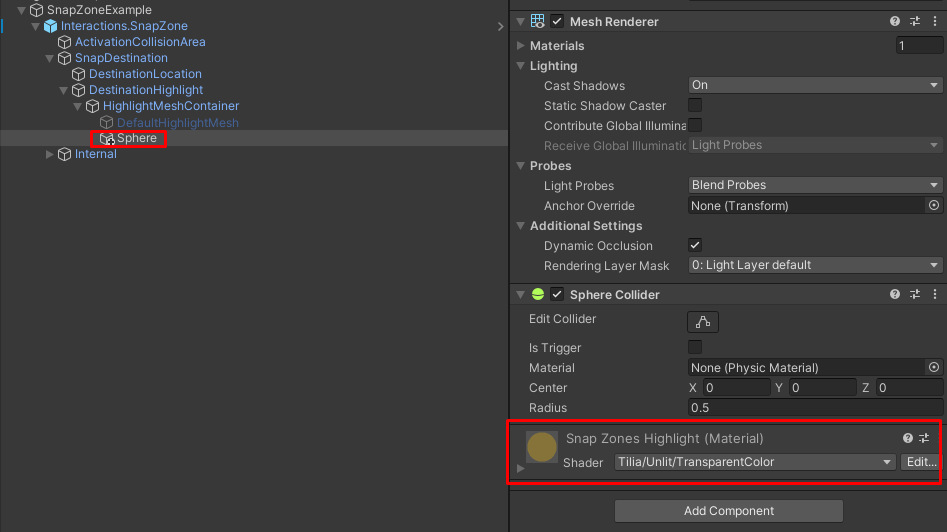 SnapZoneExample
Interactions.SnapZone
ActivationCollisionArea
SnapDestination
DestinationLocation
DestinationHighlight
HighlightMeshContainer
DefaultHighlightMesh
Sphere
Internal
Mesh Renderer
Materials 1
Lighting
Cast Shadows On
Static Shadow Caster
Contribute Global Illumina
Receive Global Illuminatic Light Probes
Probes
Light Probes Blend Probes
Anchor Override None (Transform)
Additional Settings
Dynamic Occlusion
Rendering Layer Mask 0: Light Layer default
Sphere Collider
Edit Collider
Is Trigger
Material None (Physic Material)
Center X 0 Y 0 Z 0
Radius 0.5
Snap Zones Highlight (Material)
Shader Tilia/Unlit/TransparentColor Edit...
Add Component